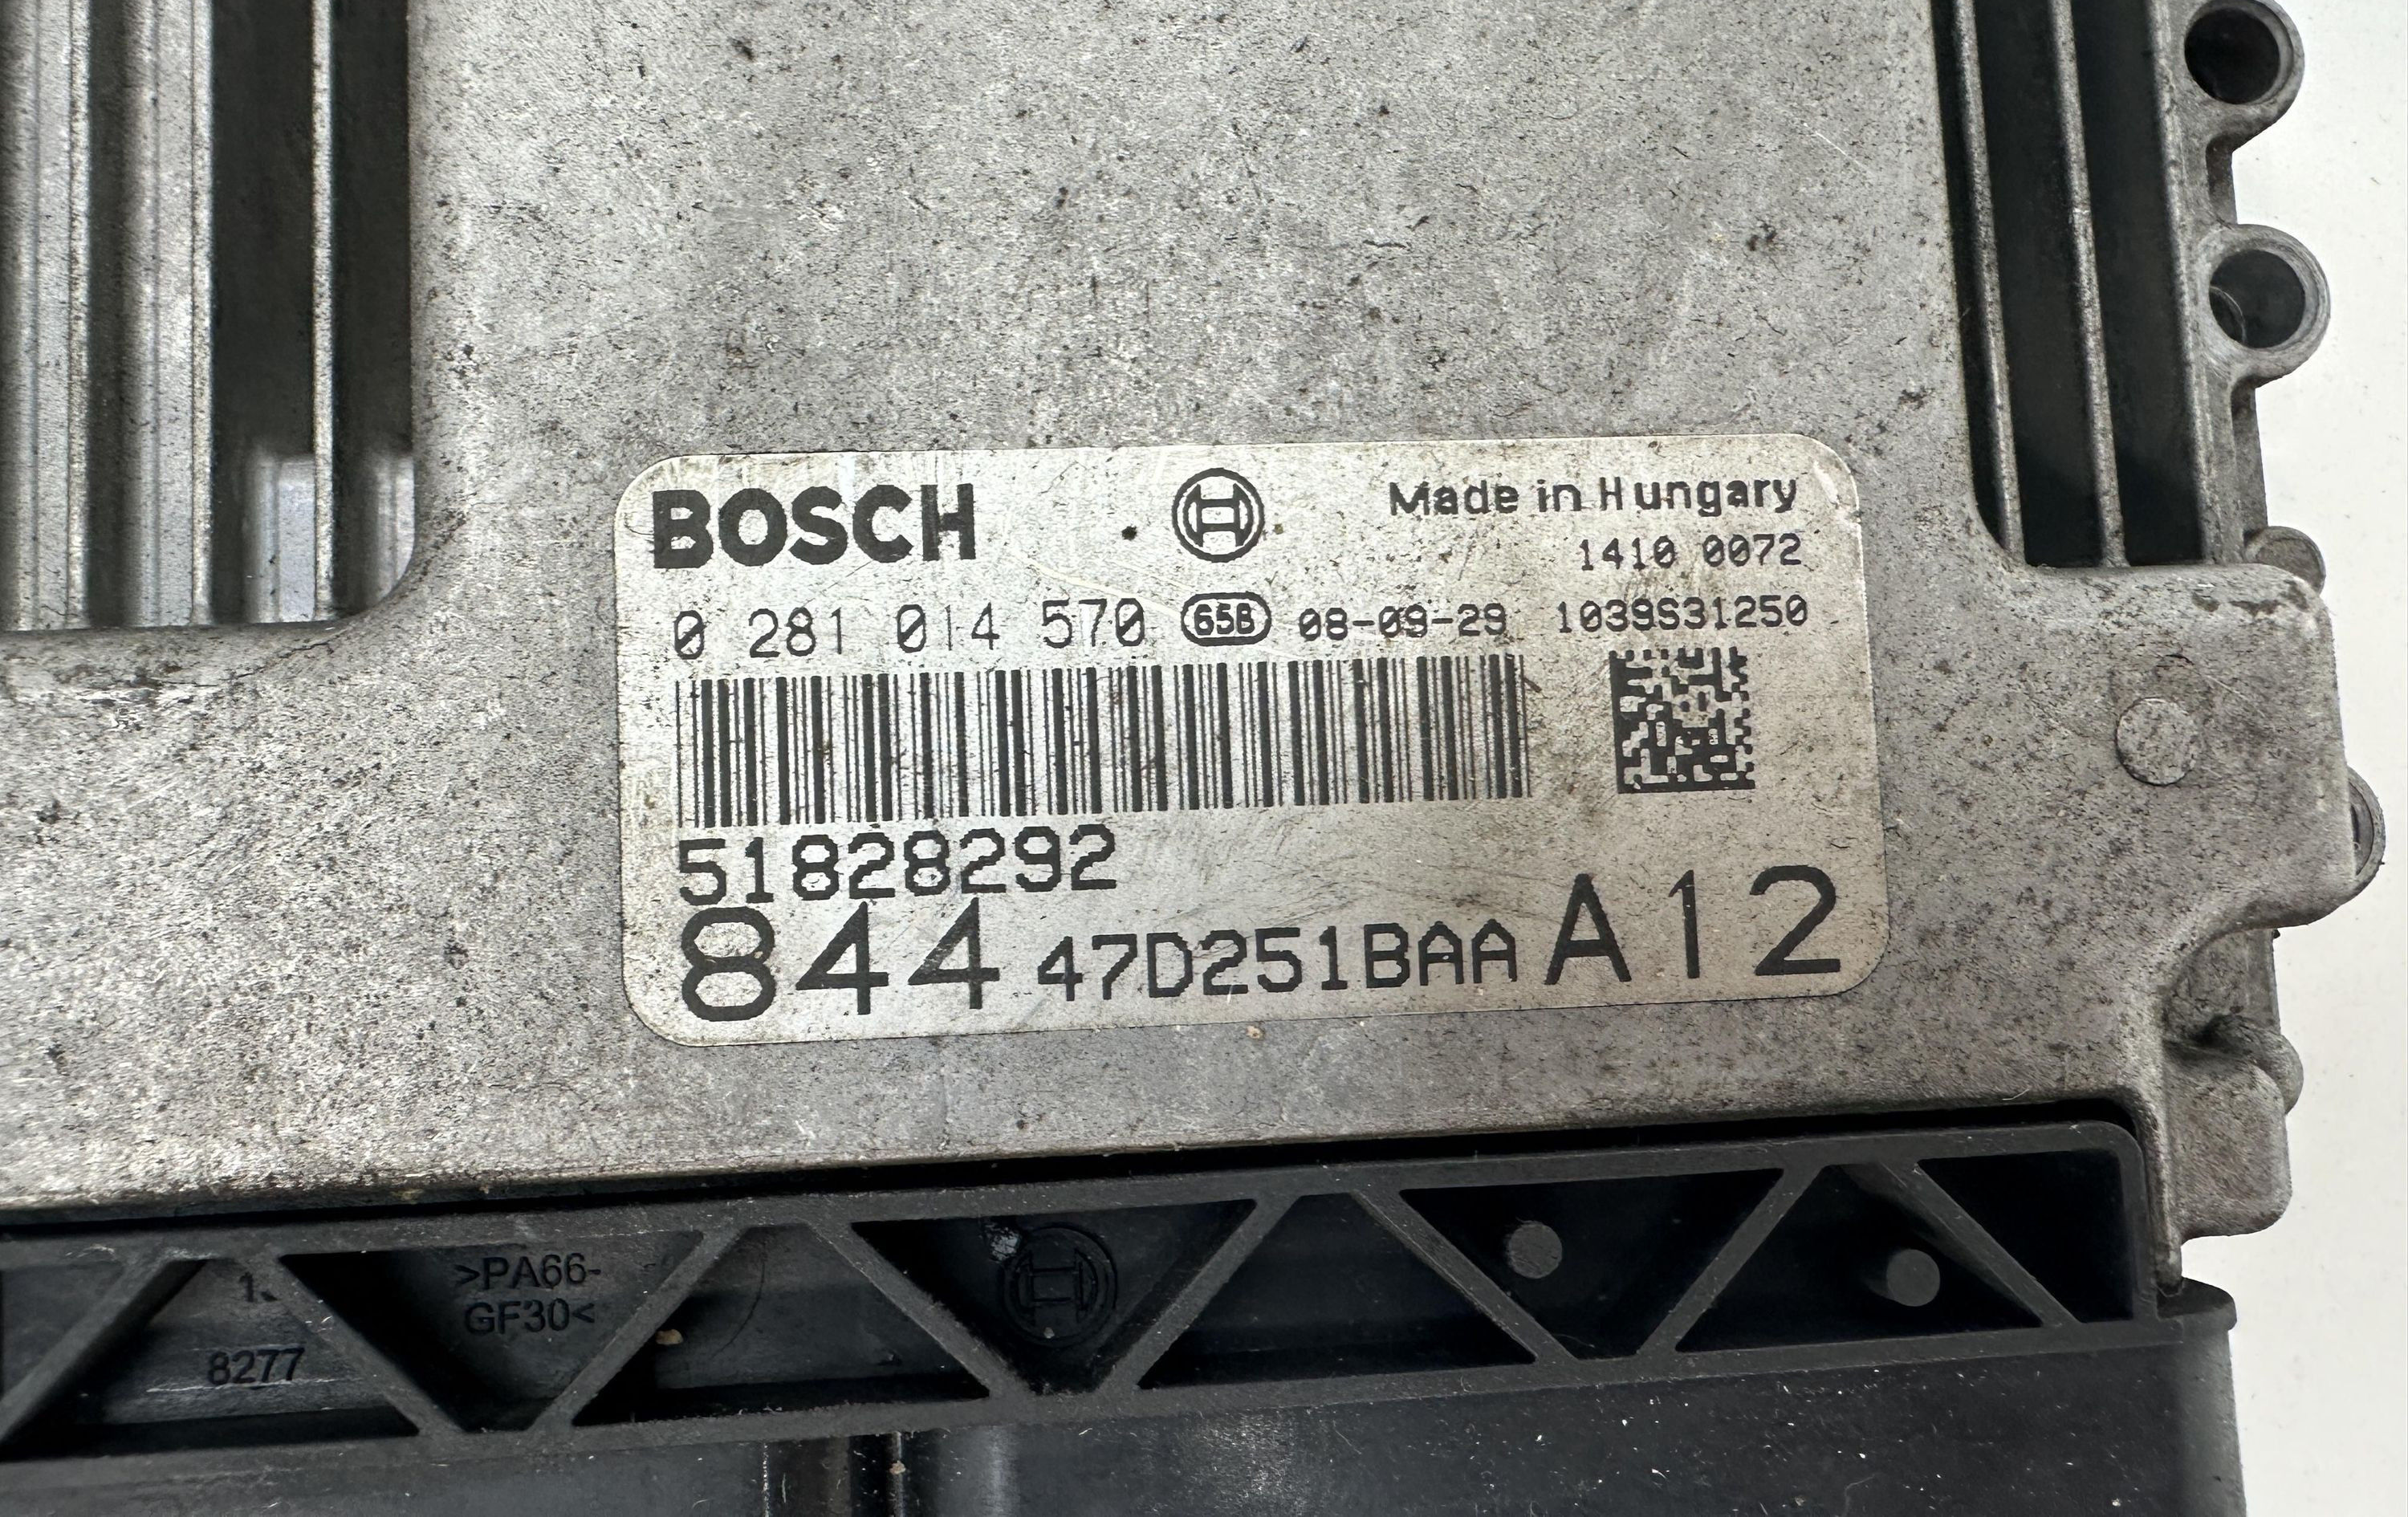 BOSCH
Made in Hungary
1410 0072
0 281 014 570 65B 08-09-29 1039S31250
51828292
844 47D251BAA A12
>PA66-
GF30<
8277